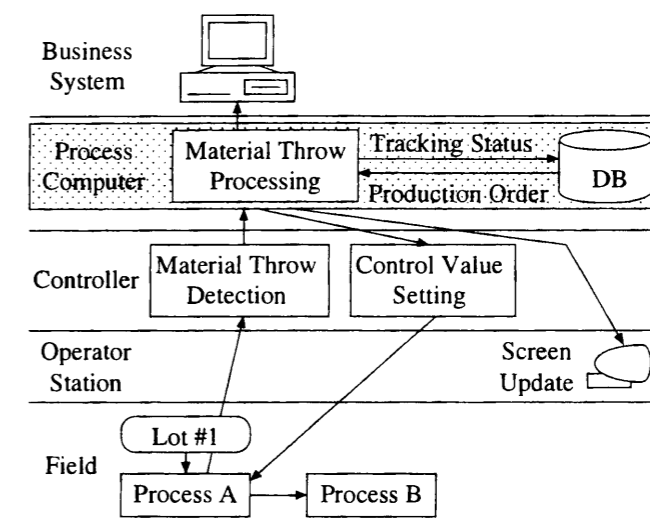 Business
System
Process
Computer
Material Throw
Processing
Tracking Status
Production Order
DB
Controller
Material Throw
Detection
Control Value
Setting
Operator
Station
Screen
Update
Lot #1
Field
Process A
Process B